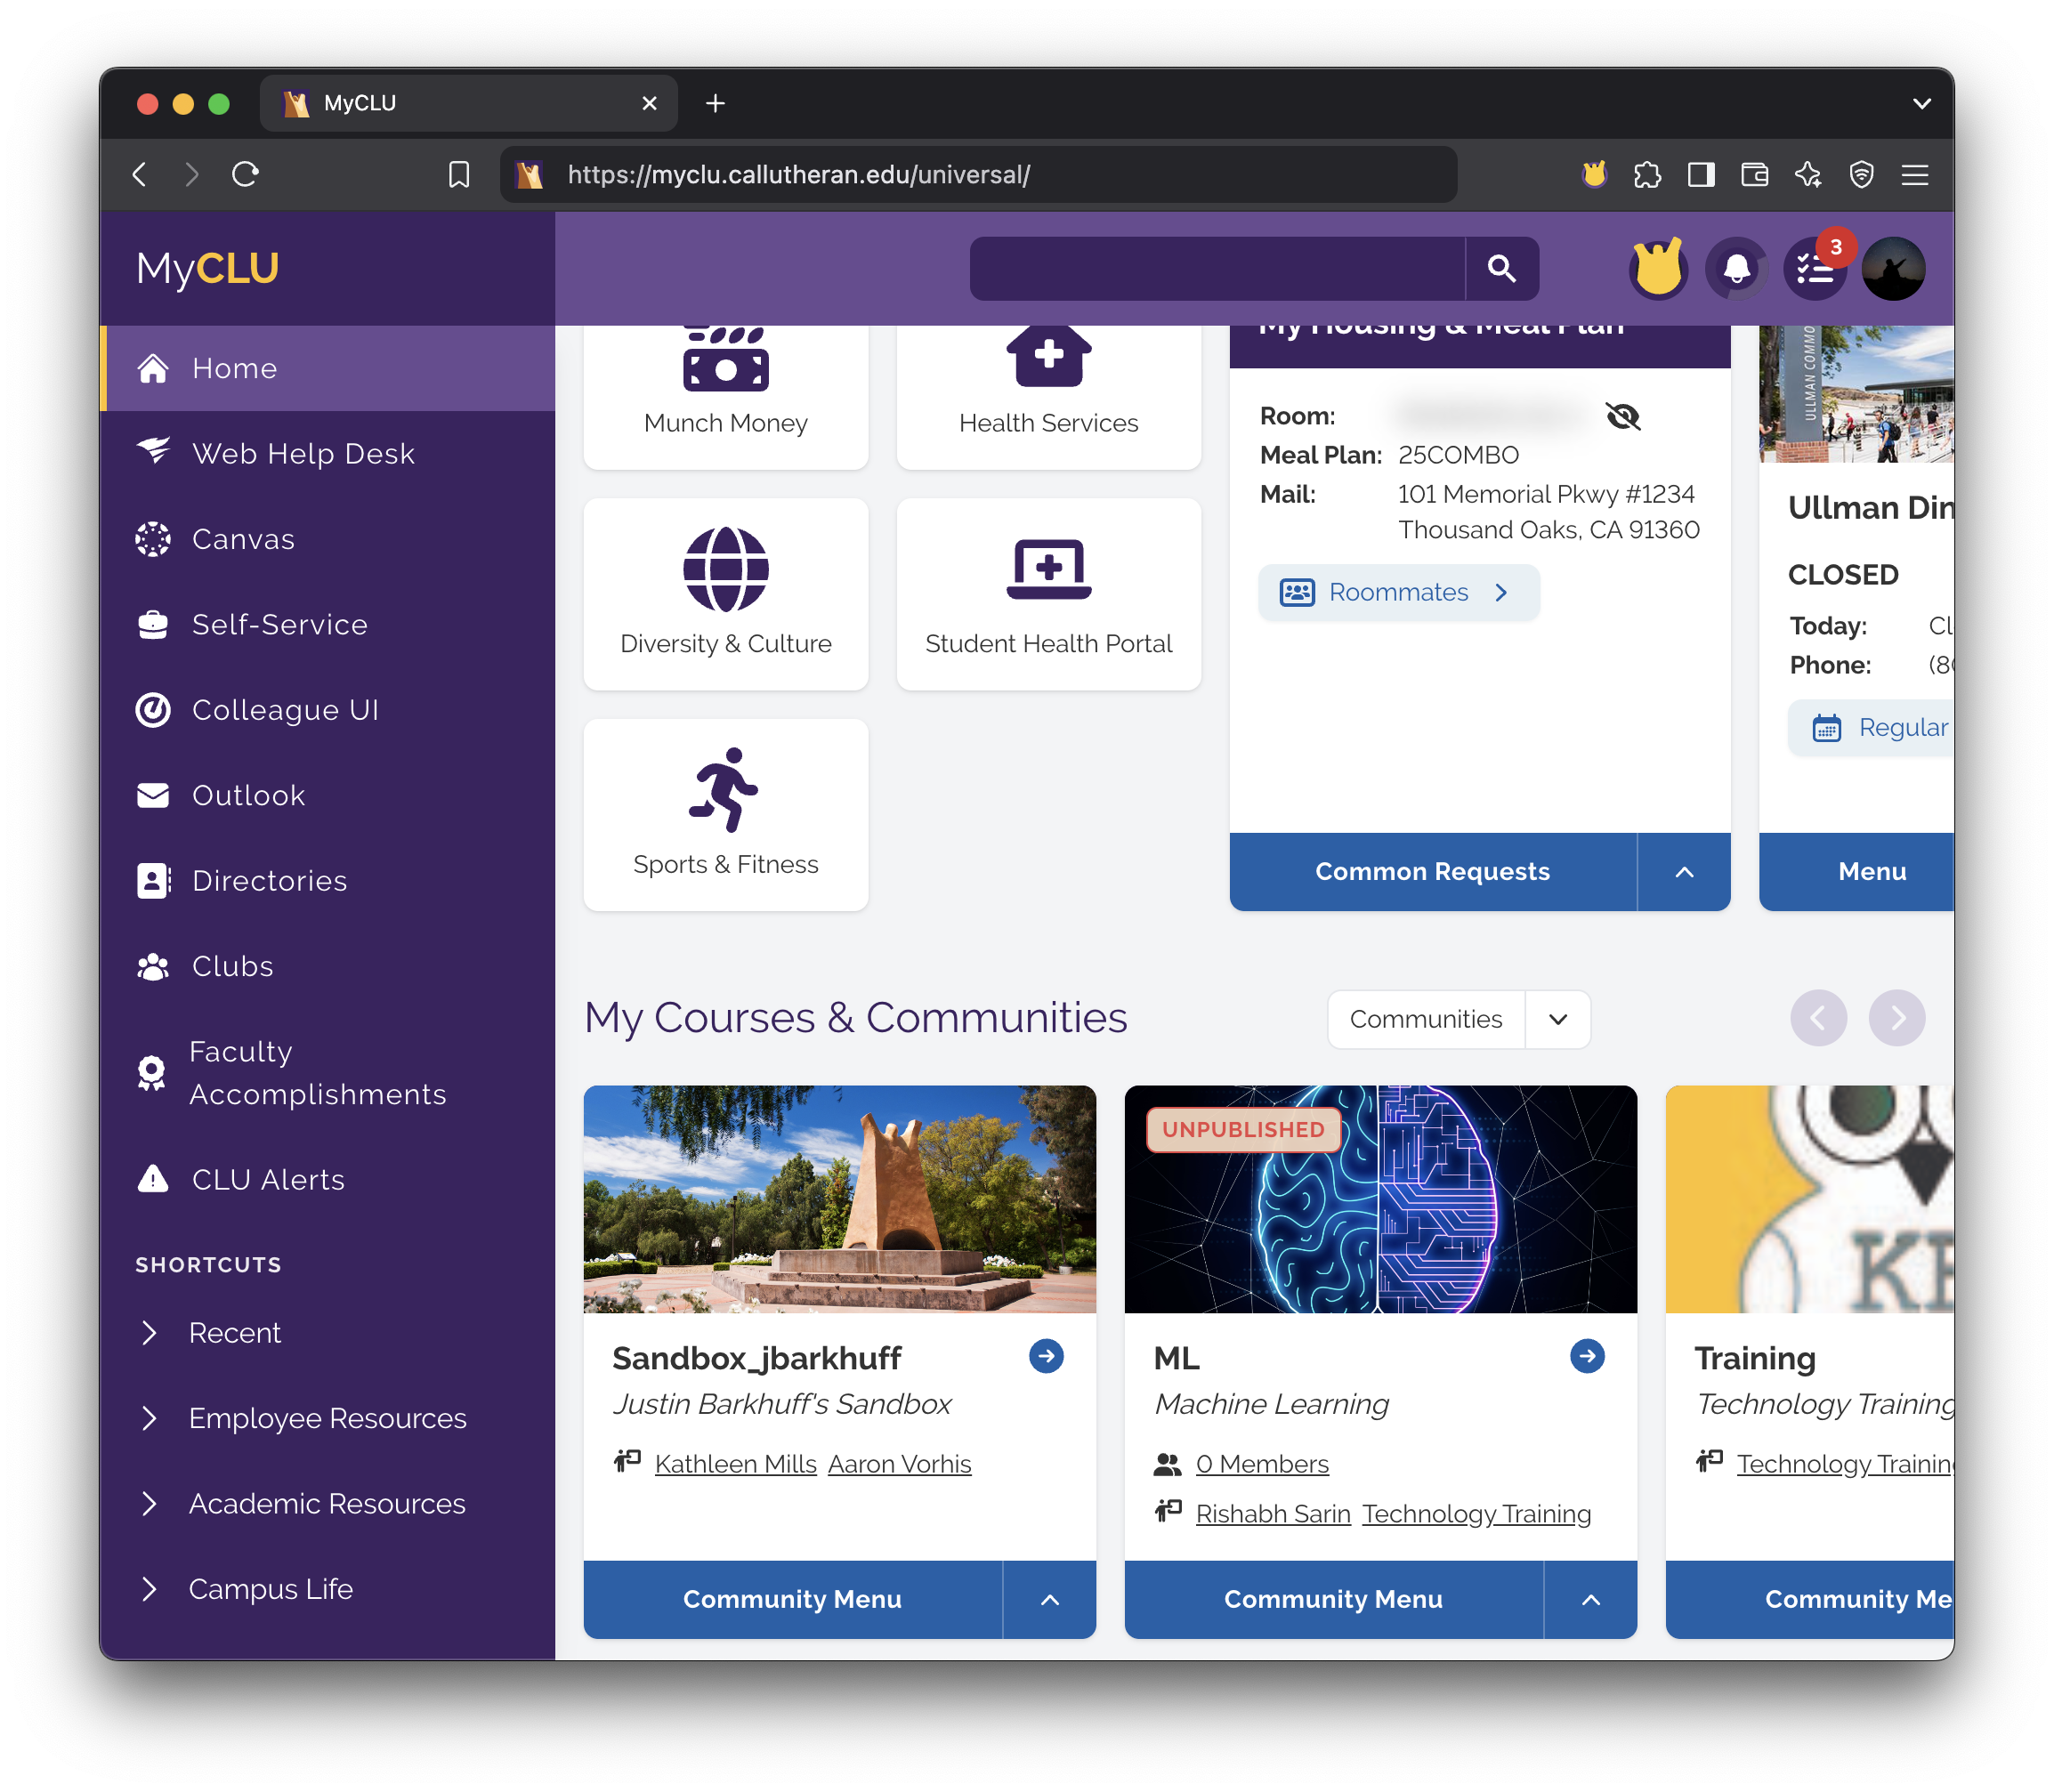 MyCLU
https://myclu.callutheran.edu/universal/
MyCLU
3
Home
Web Help Desk
Canvas
Self-Service
Colleague UI
Outlook
Directories
Clubs
Faculty
Accomplishments
CLU Alerts
SHORTCUTS
Recent
Employee Resources
Academic Resources
Campus Life
Munch Money
Health Services
Diversity & Culture
Student Health Portal
Sports & Fitness
My Housing & Meal Plan
Room:
Meal Plan: 25COMBO
Mail: 101 Memorial Pkwy #1234
Thousand Oaks, CA 91360
Roommates
Common Requests
ULLMAN COMMO
Ullman Din
CLOSED
Today: Cl
Phone: (80
Regular
Menu
My Courses & Communities
Communities
Sandbox_jbarkhuff
Justin Barkhuff's Sandbox
Kathleen Mills Aaron Vorhis
Community Menu
UNPUBLISHED
ML
Machine Learning
0 Members
Rishabh Sarin Technology Training
Community Menu
Training
Technology Training
Technology Training
Community Me